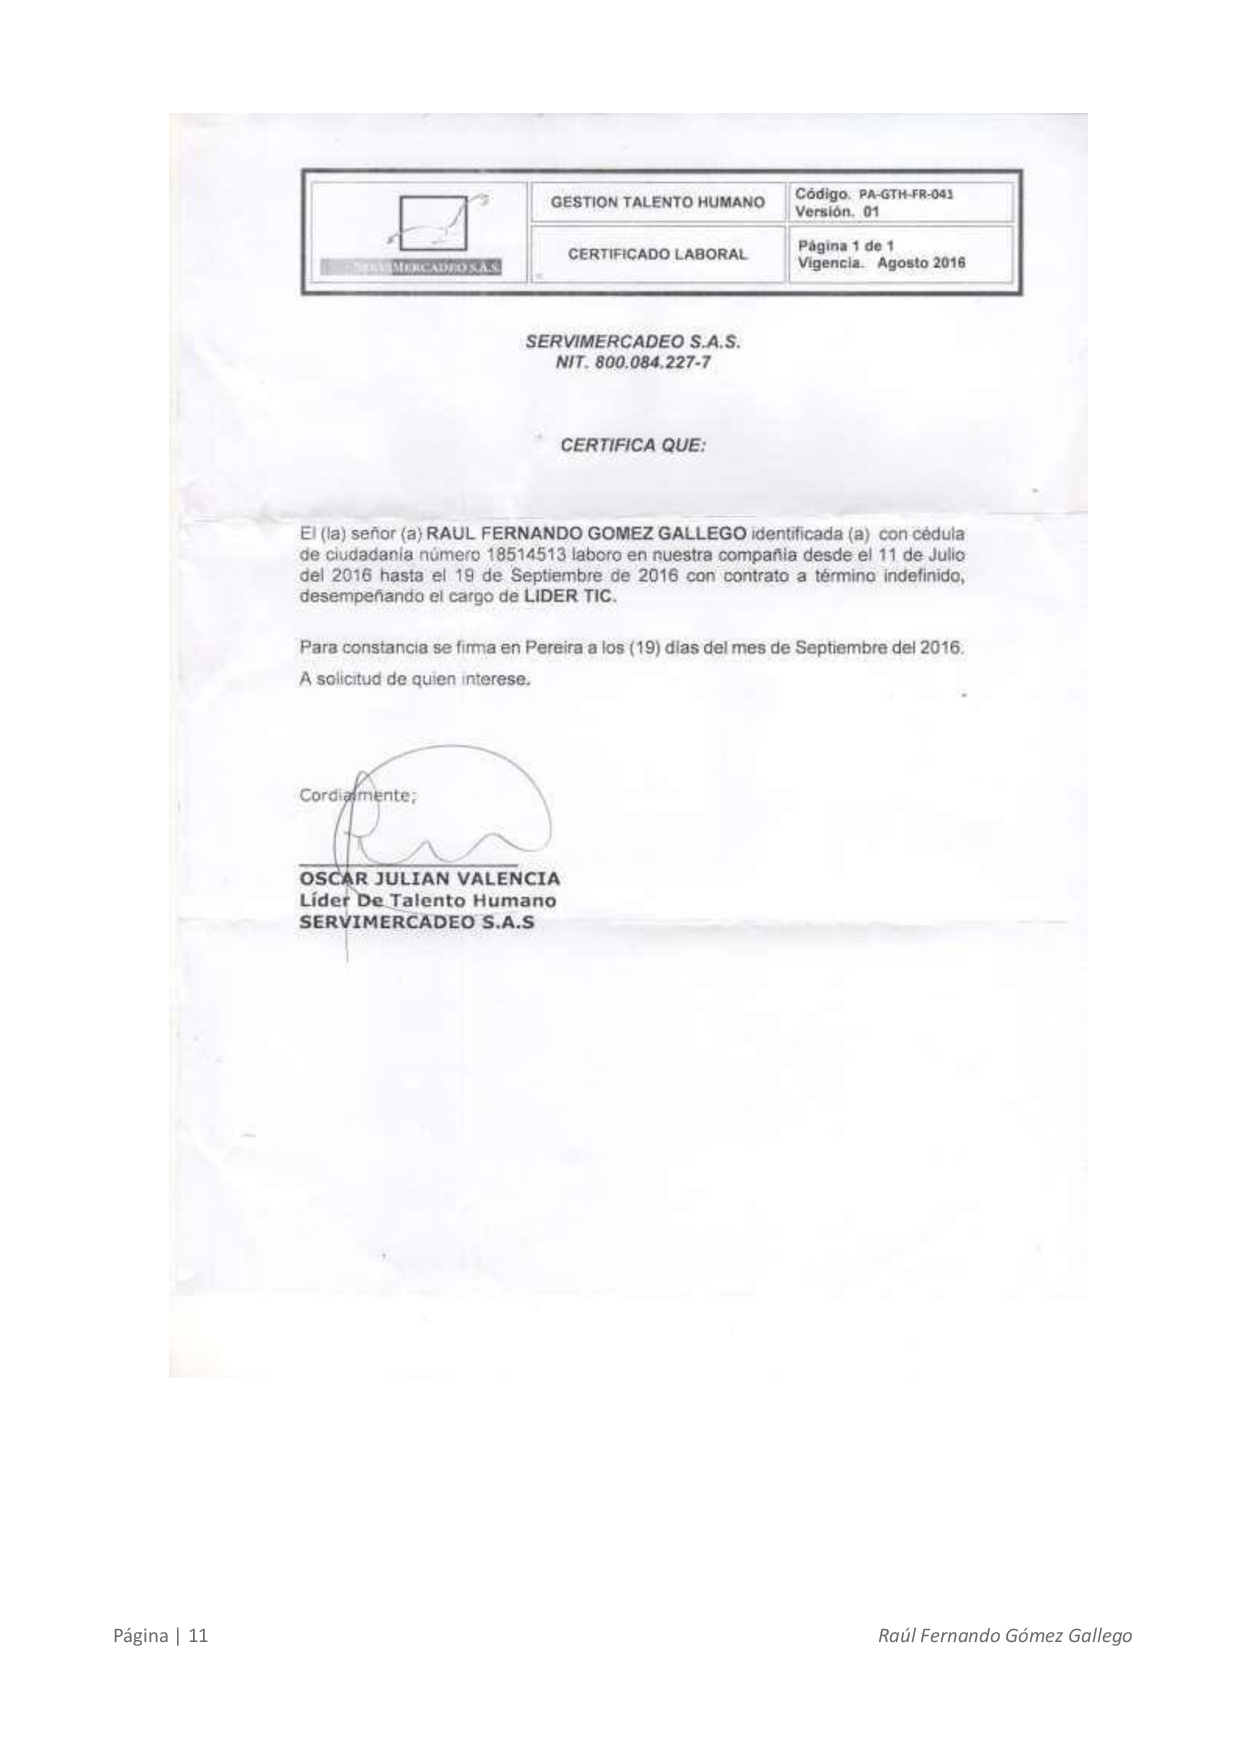 GESTION TALENTO HUMANO
Código. PA-GTH-FR-041
Versión. 01
SERVIMERCADEO S.A.S.
CERTIFICADO LABORAL
Página 1 de 1
Vigencia. Agosto 2016
SERVIMERCADEO S.A.S.
NIT. 800.084.227-7
CERTIFICA QUE:
El (la) señor (a) RAUL FERNANDO GOMEZ GALLEGO identificada (a) con cédula
de ciudadanía número 18514513 laboro en nuestra compañía desde el 11 de Julio
del 2016 hasta el 19 de Septiembre de 2016 con contrato a término indefinido,
desempeñando el cargo de LIDER TIC.
Para constancia se firma en Pereira a los (19) días del mes de Septiembre del 2016.
A solicitud de quien interese.
Cordialmente;
OSCAR JULIAN VALENCIA
Líder De Talento Humano
SERVIMERCADEO S.A.S
Página | 11
Raúl Fernando Gómez Gallego